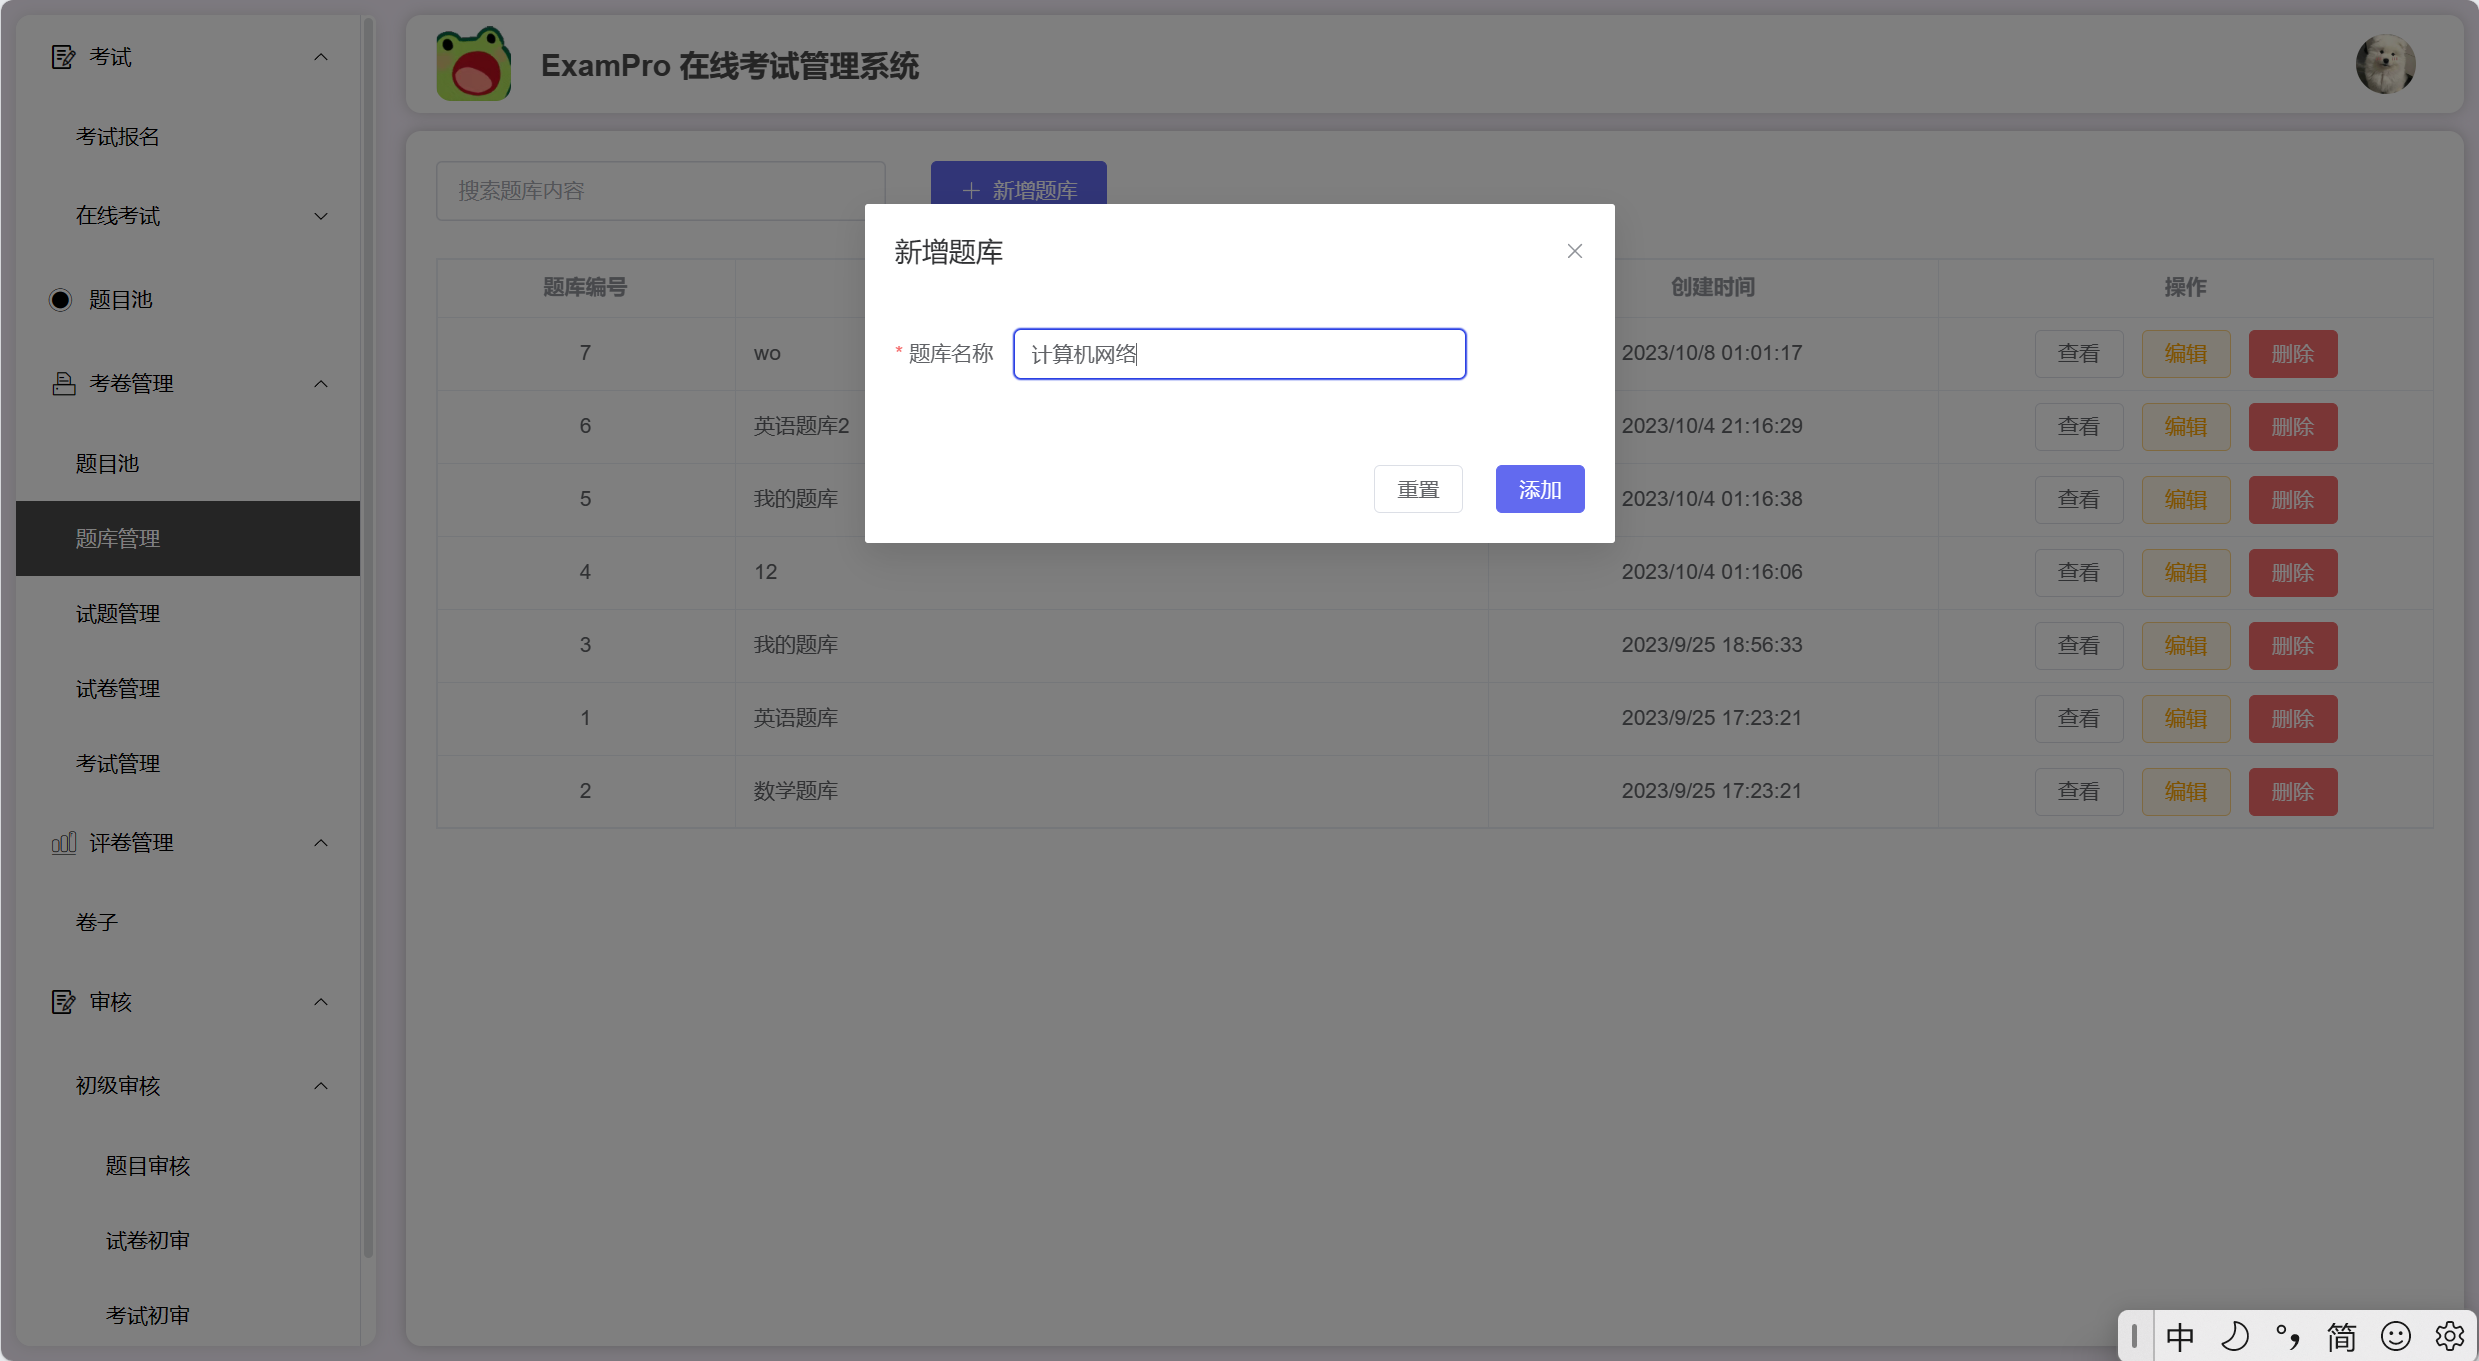 考试
考试报名
在线考试
题目池
考卷管理
题目池
题库管理
试题管理
试卷管理
考试管理
评卷管理
卷子
审核
初级审核
题目审核
试卷初审
考试初审
ExamPro 在线考试管理系统
搜索题库内容
新增题库
新增题库
* 题库名称 计算机网络
重置 添加
题库编号 创建时间 操作
7 wo 2023/10/8 01:01:17 查看 编辑 删除
6 英语题库2 2023/10/4 21:16:29 查看 编辑 删除
5 我的题库 2023/10/4 01:16:38 查看 编辑 删除
4 12 2023/10/4 01:16:06 查看 编辑 删除
3 我的题库 2023/9/25 18:56:33 查看 编辑 删除
1 英语题库 2023/9/25 17:23:21 查看 编辑 删除
2 数学题库 2023/9/25 17:23:21 查看 编辑 删除
中 °, 简